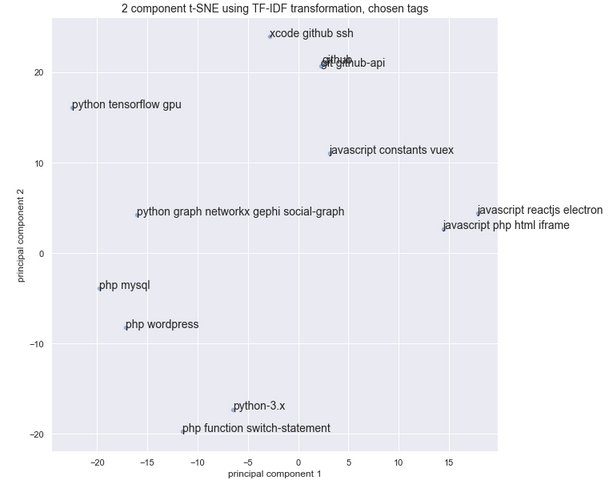 2 component t-SNE using TF-IDF transformation, chosen tags
xcode github ssh
github
git github-api
python tensorflow gpu
javascript constants vuex
python graph networkx gephi social-graph
javascript reactjs electron
javascript php html iframe
php mysql
php wordpress
python-3.x
php function switch-statement
principal component 2
20
10
0
−10
−20
−20 −15 −10 −5 0 5 10 15
principal component 1